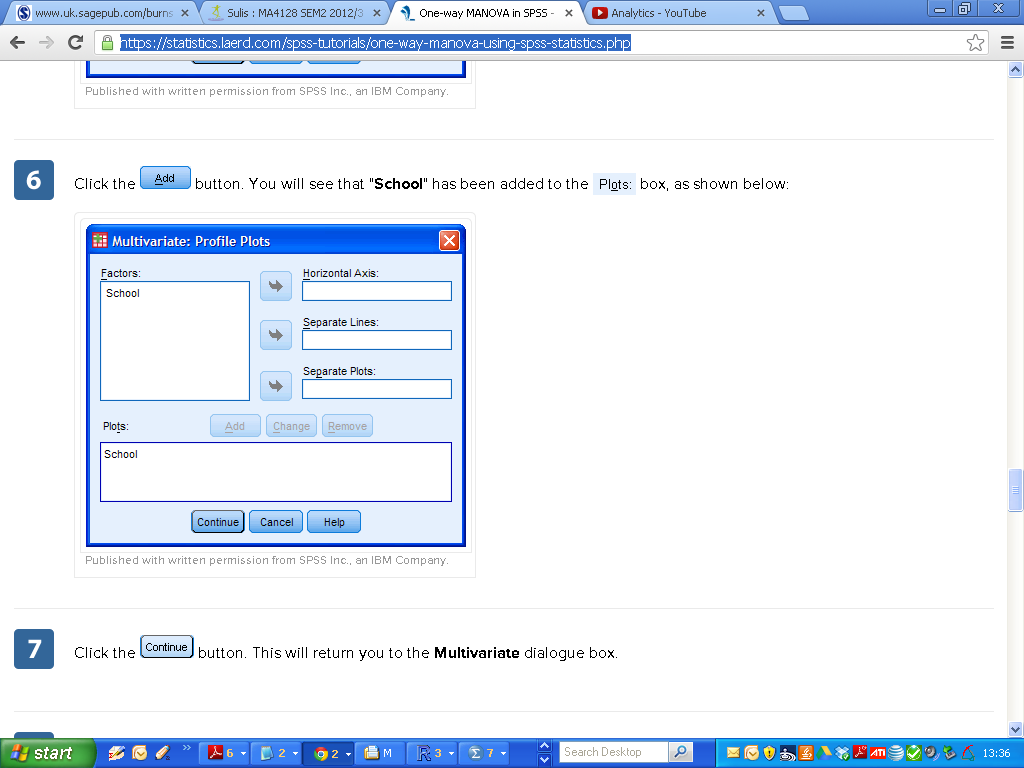 www.uk.sagepub.com/burns
Sulis : MA4128 SEM2 2012/3
One-way MANOVA in SPSS -
Analytics - YouTube
https://statistics.laerd.com/spss-tutorials/one-way-manova-using-spss-statistics.php
Published with written permission from SPSS Inc., an IBM Company.
6
Click the Add button. You will see that "School" has been added to the Plots: box, as shown below:
Multivariate: Profile Plots
Factors:
School
Horizontal Axis:
Separate Lines:
Separate Plots:
Plots:
Add Change Remove
School
Continue Cancel Help
Published with written permission from SPSS Inc., an IBM Company.
7
Click the Continue button. This will return you to the Multivariate dialogue box.
start
6
2
2
M
R 3
Σ 7
Search Desktop
ATI
13:36